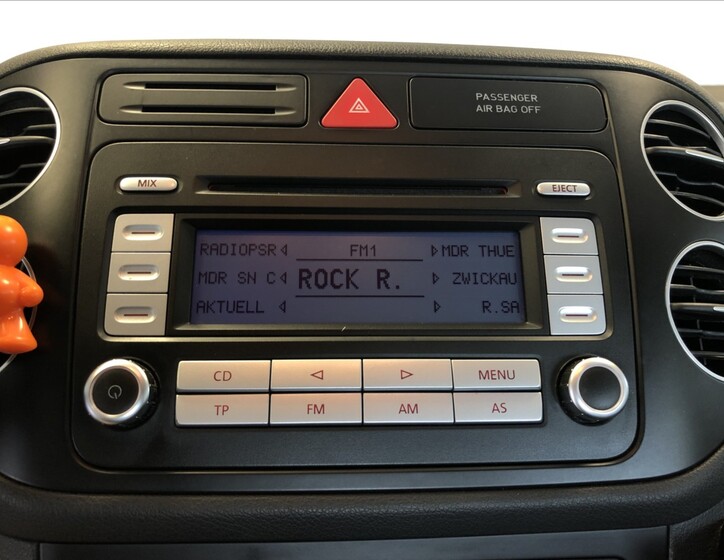 PASSENGER
AIR BAG OFF
MIX
EJECT
RADIOPSR FM1 MDR THUE
MDR SN C ROCK R. ZWICKAU
AKTUELL R.SA
CD MENU
TP FM AM AS